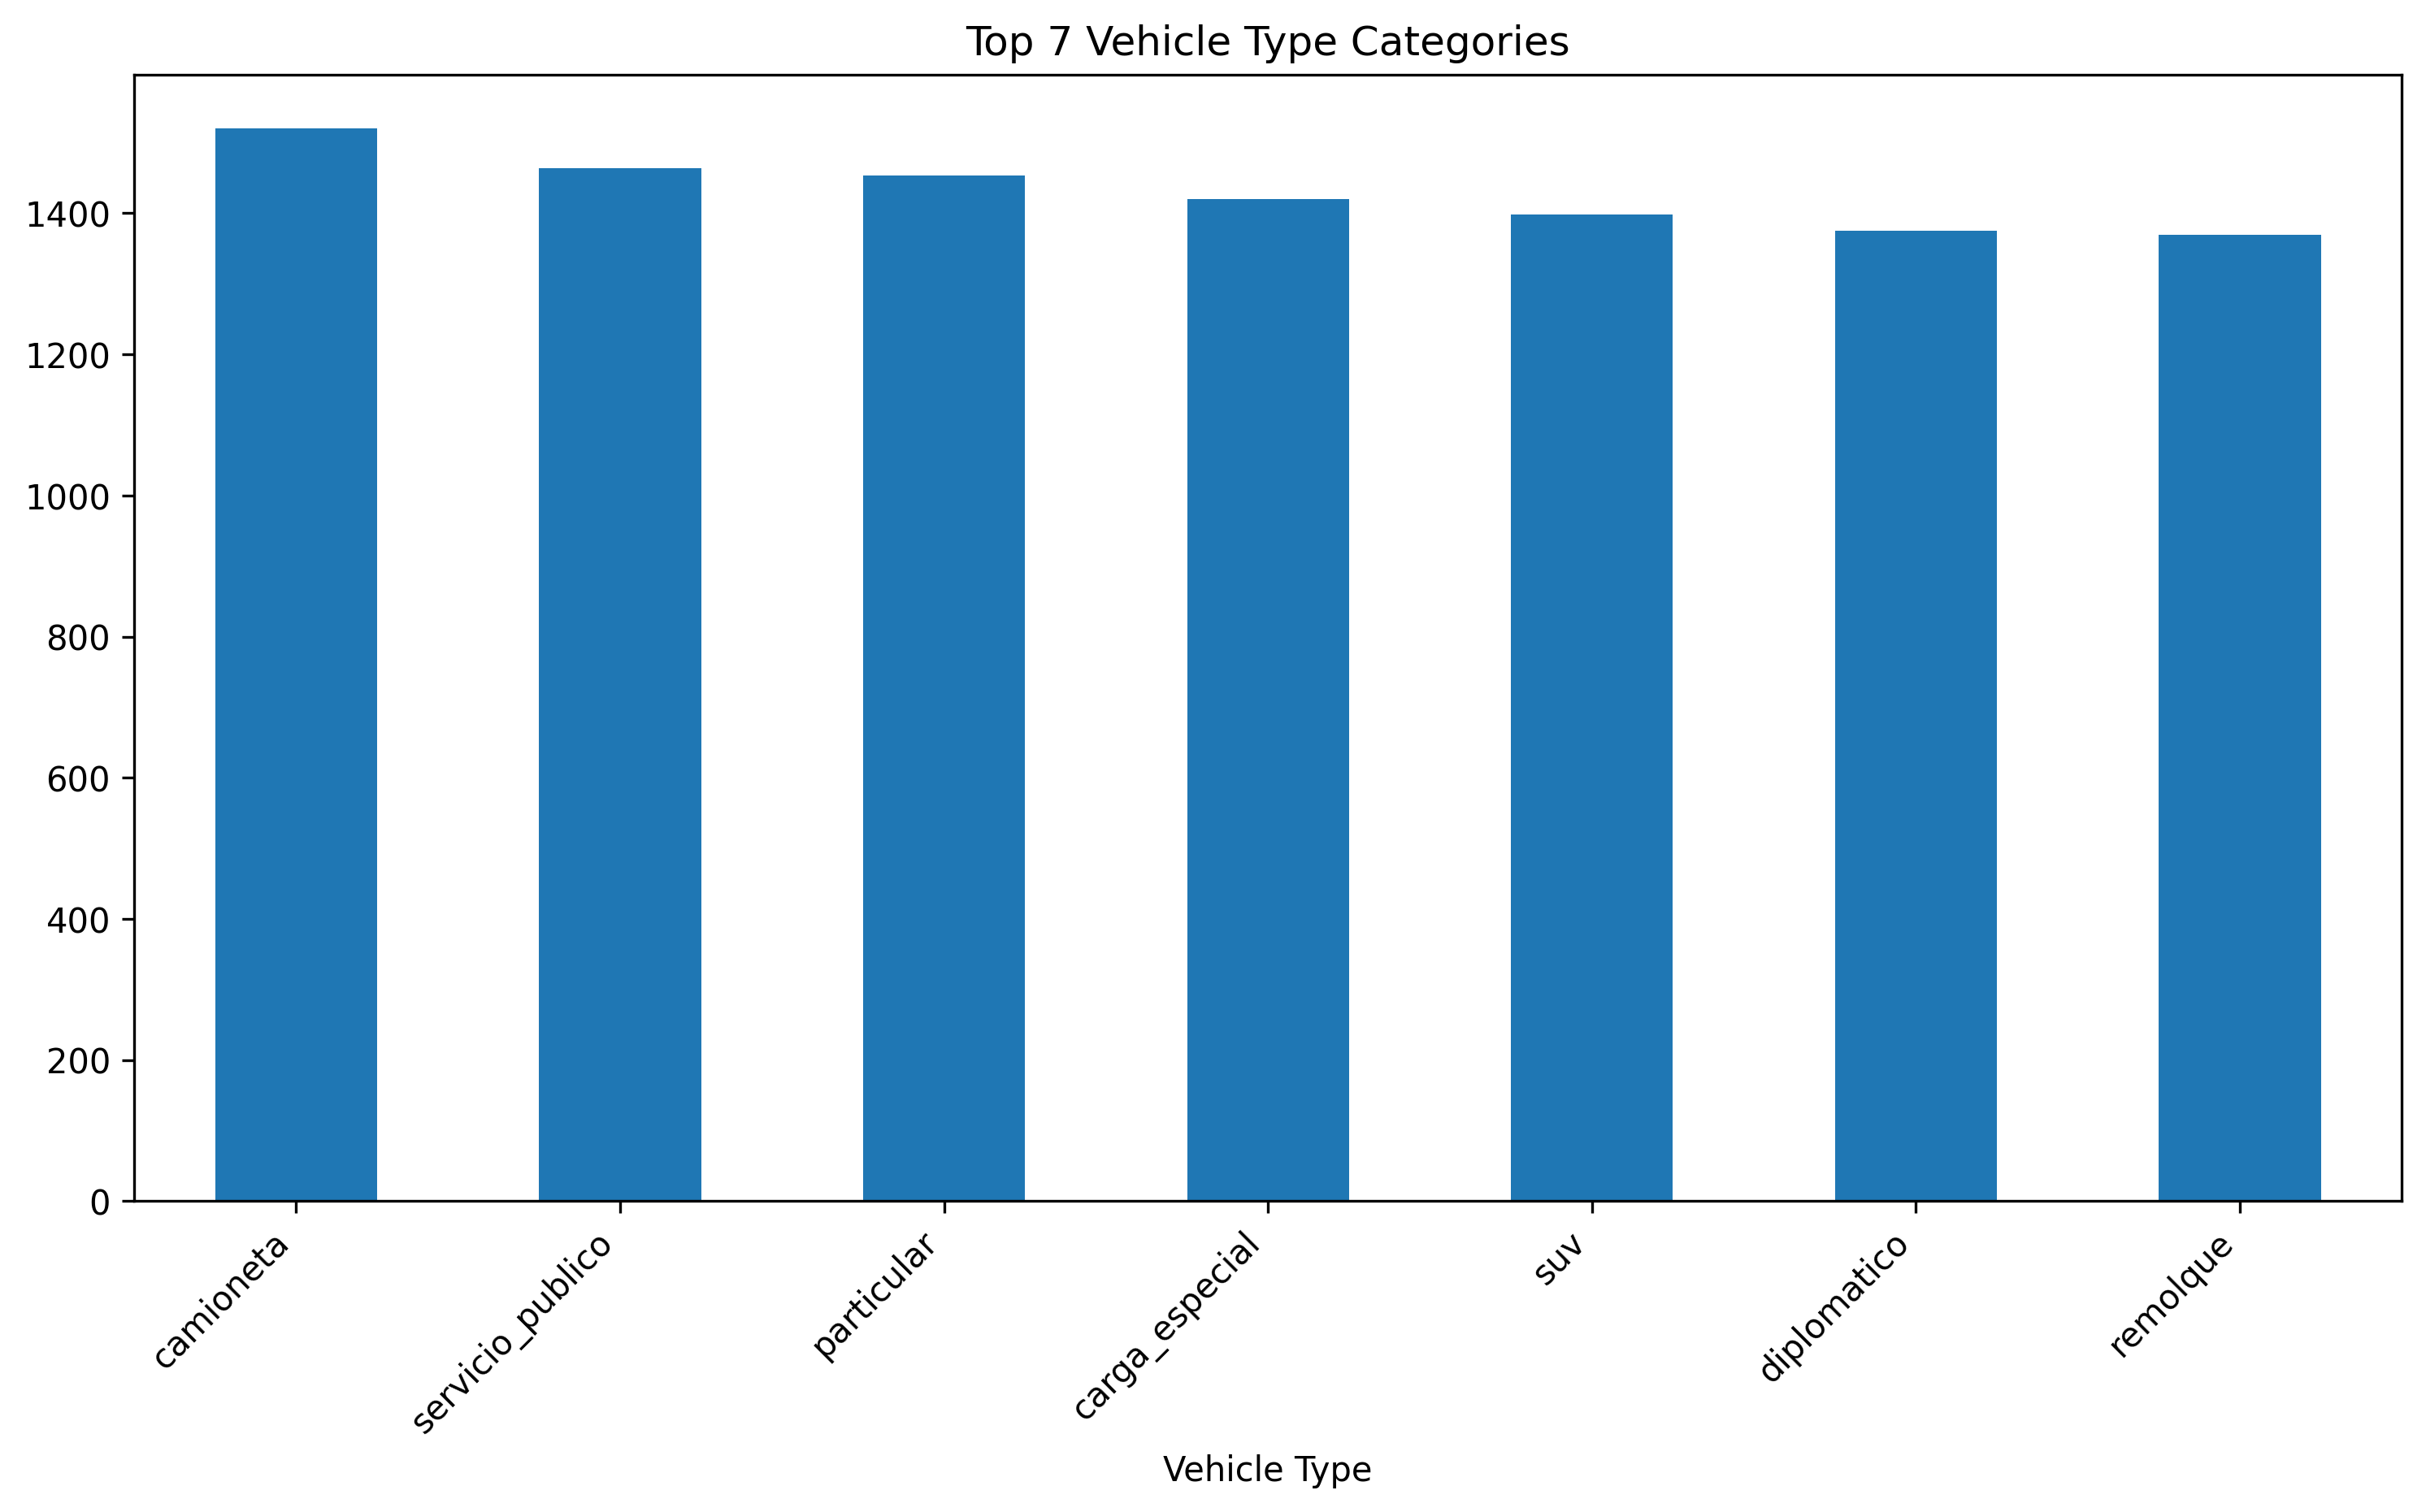 Top 7 Vehicle Type Categories
1400
1200
1000
800
600
400
200
0
camioneta
servicio_publico
particular
carga_especial
suv
diplomatico
remolque
Vehicle Type